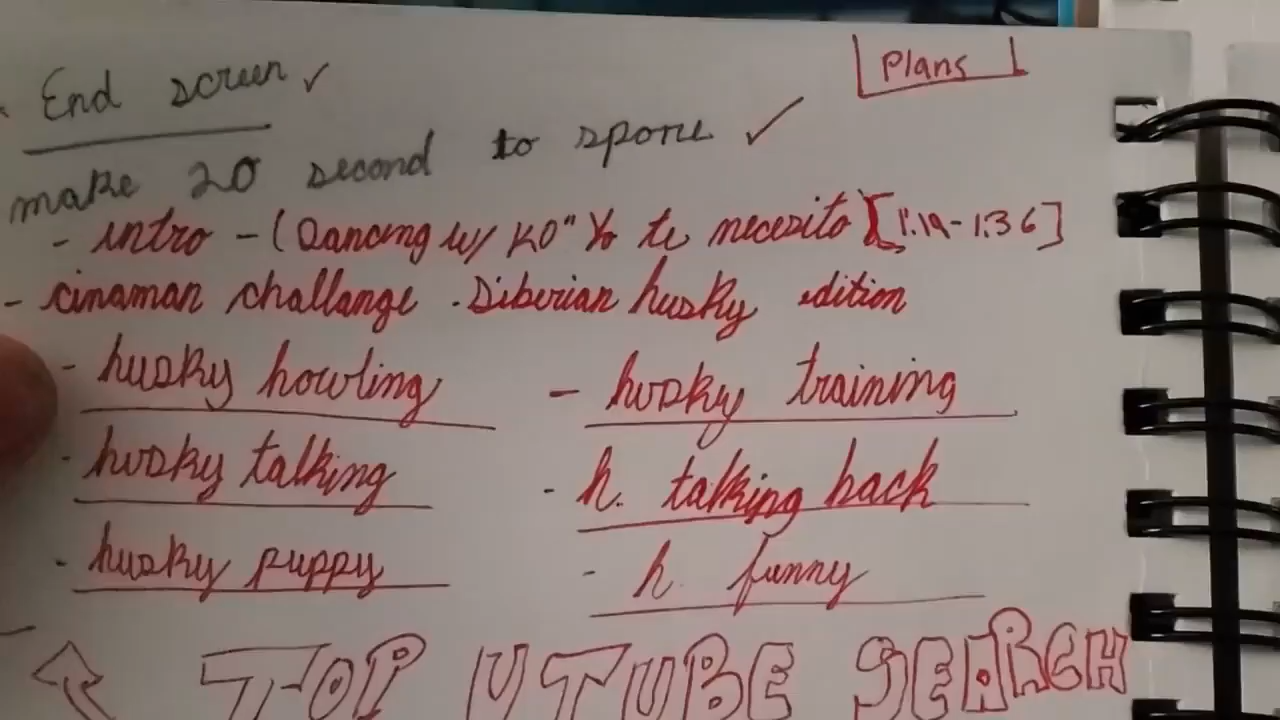 Plans
End screen ✓
make 20 second to spare ✓
- intro - (Dancing w/ KO" Yo te necesito) [1:19-1:36]
- cinaman challange . Siberian husky edition
- husky howling
- husky training
- husky talking
- h. talking back
- husky puppy
- h. funny
TOP UTUBE SEARCH